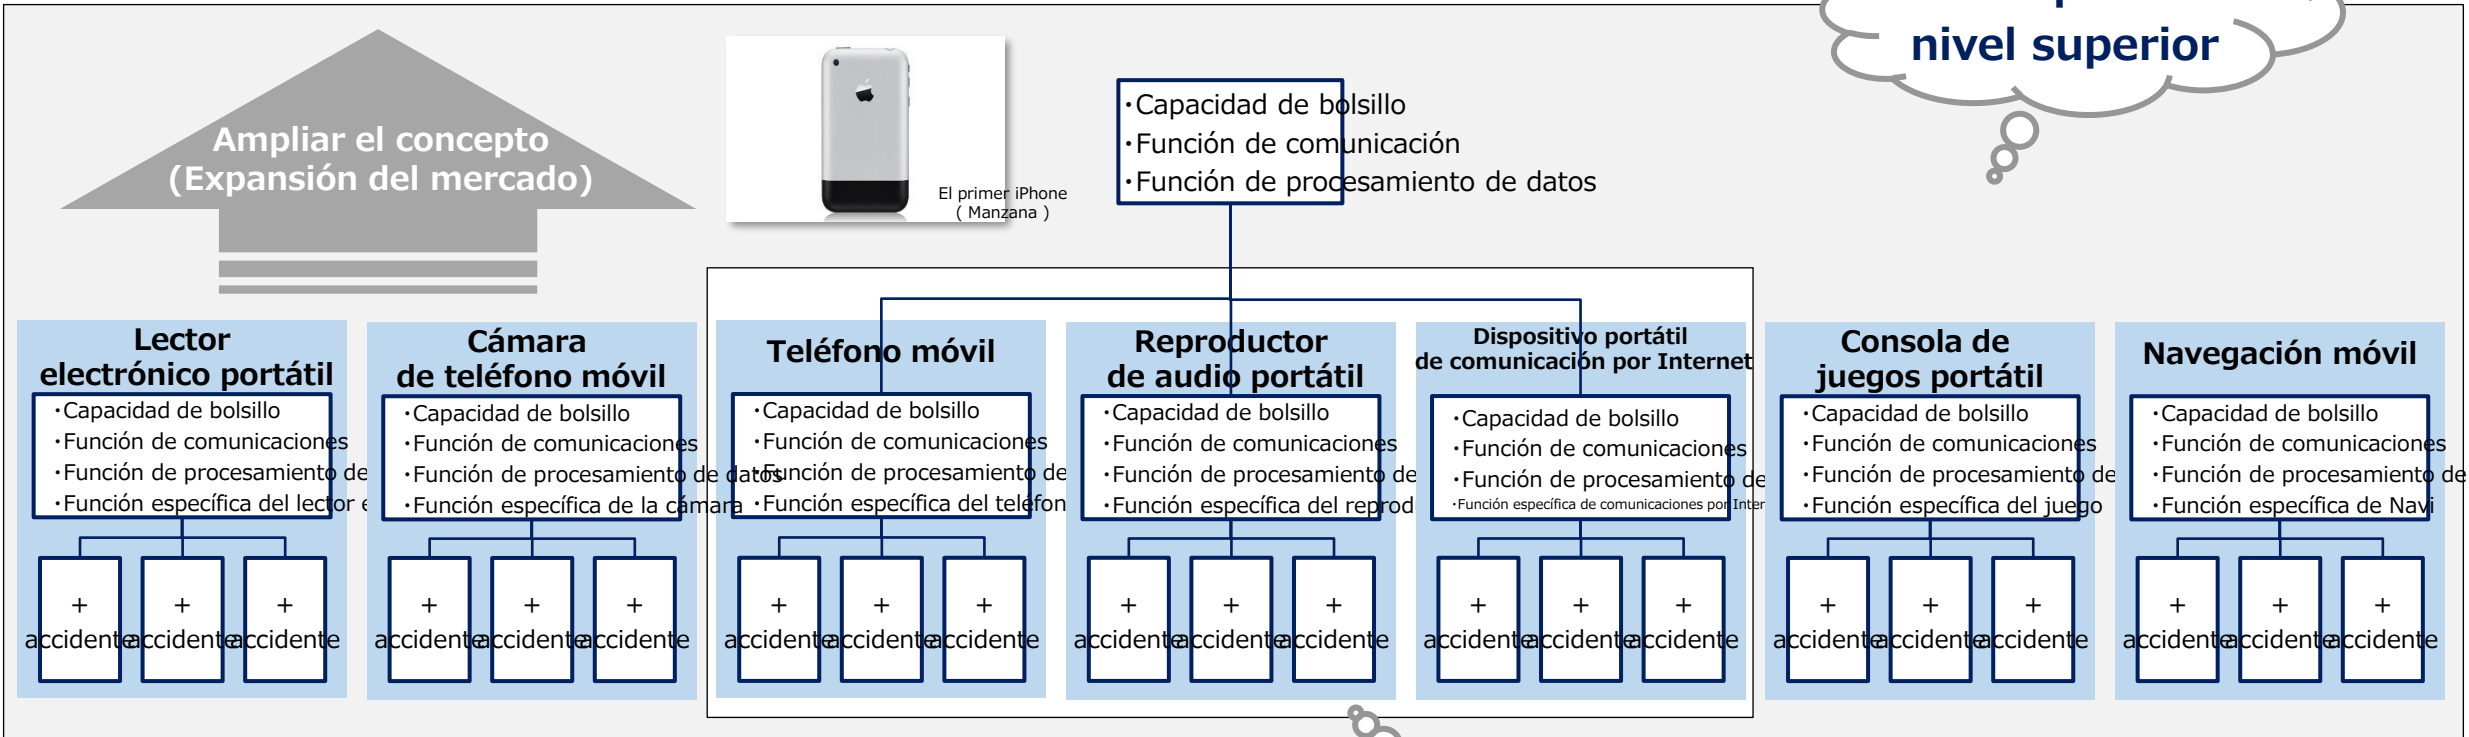 nivel superior
Ampliar el concepto
(Expansión del mercado)
El primer iPhone
( Manzana )
・Capacidad de bolsillo
・Función de comunicación
・Función de procesamiento de datos
Lector
electrónico portátil
・Capacidad de bolsillo
・Función de comunicaciones
・Función de procesamiento de
・Función específica del lector
+
accidente
+
accidente
+
accidente
Cámara
de teléfono móvil
・Capacidad de bolsillo
・Función de comunicaciones
・Función de procesamiento de datos
・Función específica de la cámara
+
accidente
+
accidente
+
accidente
Teléfono móvil
・Capacidad de bolsillo
・Función de comunicaciones
・Función de procesamiento de
・Función específica del teléfon
+
accidente
+
accidente
+
accidente
Reproductor
de audio portátil
・Capacidad de bolsillo
・Función de comunicaciones
・Función de procesamiento de
・Función específica del reprod
+
accidente
+
accidente
+
accidente
Dispositivo portátil
de comunicación por Internet
・Capacidad de bolsillo
・Función de comunicaciones
・Función de procesamiento de
・Función específica de comunicaciones por Inter
+
accidente
+
accidente
+
accidente
Consola de
juegos portátil
・Capacidad de bolsillo
・Función de comunicaciones
・Función de procesamiento de
・Función específica del juego
+
accidente
+
accidente
+
accidente
Navegación móvil
・Capacidad de bolsillo
・Función de comunicaciones
・Función de procesamiento de
・Función específica de Navi
+
accidente
+
accidente
+
accidente